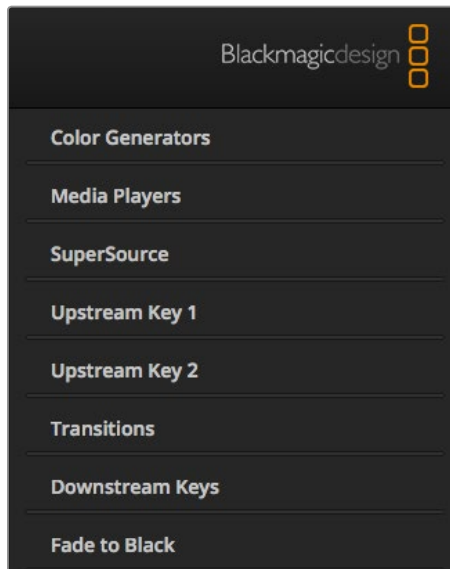 Blackmagicdesign
Color Generators
Media Players
SuperSource
Upstream Key 1
Upstream Key 2
Transitions
Downstream Keys
Fade to Black